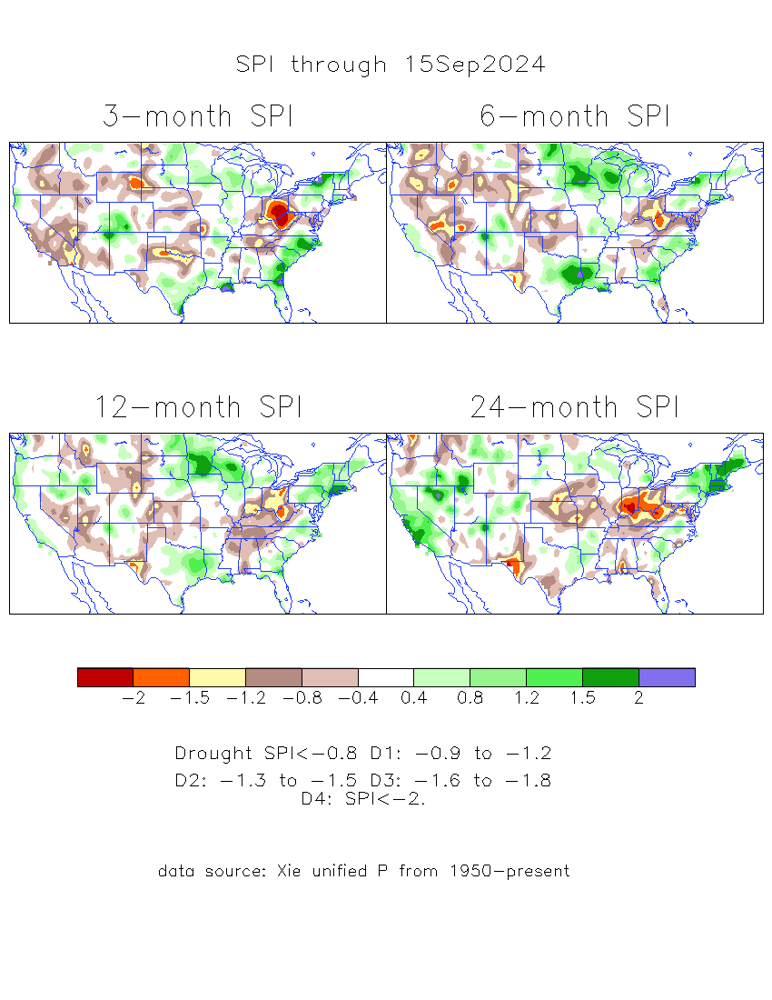 SPI through 15Sep2024
3-month SPI
6-month SPI
12-month SPI
24-month SPI
-2 -1.5 -1.2 -0.8 -0.4 0.4 0.8 1.2 1.5 2
Drought SPI<-0.8 D1: -0.9 to -1.2
D2: -1.3 to -1.5 D3: -1.6 to -1.8
D4: SPI<-2.
data source: Xie unified P from 1950-present